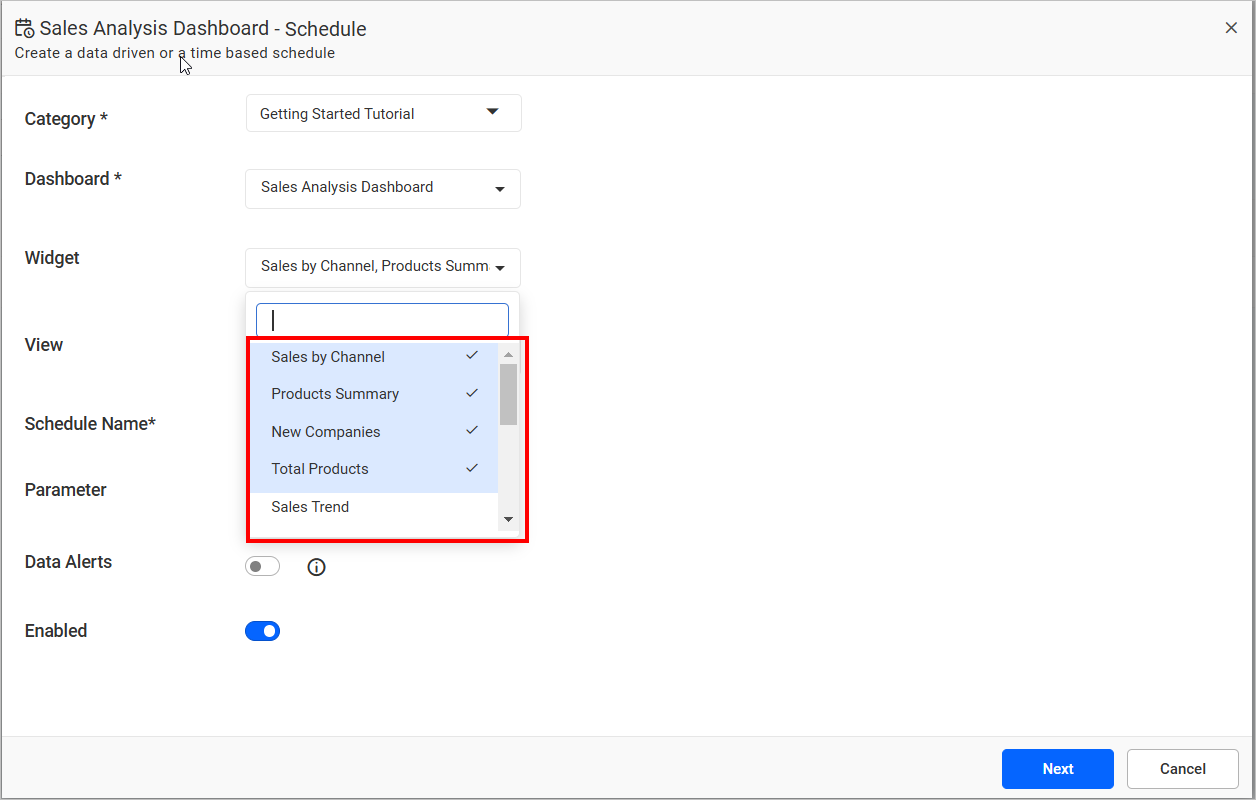 Sales Analysis Dashboard - Schedule
Create a data driven or a time based schedule
Category *
Getting Started Tutorial
Dashboard *
Sales Analysis Dashboard
Widget
Sales by Channel, Products Summ
View
Sales by Channel
Products Summary
Schedule Name*
New Companies
Total Products
Parameter
Sales Trend
Data Alerts
Enabled
Next
Cancel